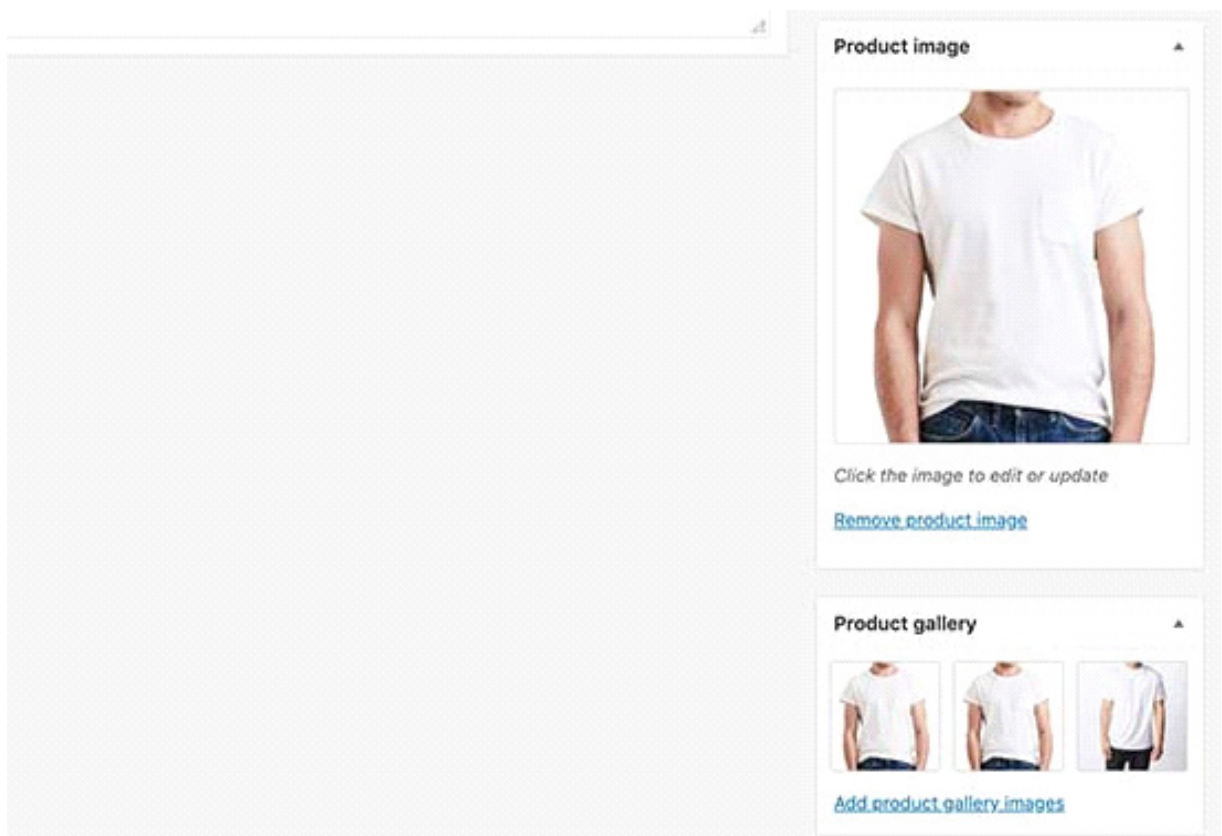 Product image
Click the image to edit or update
Remove product image
Product gallery
Add product gallery images